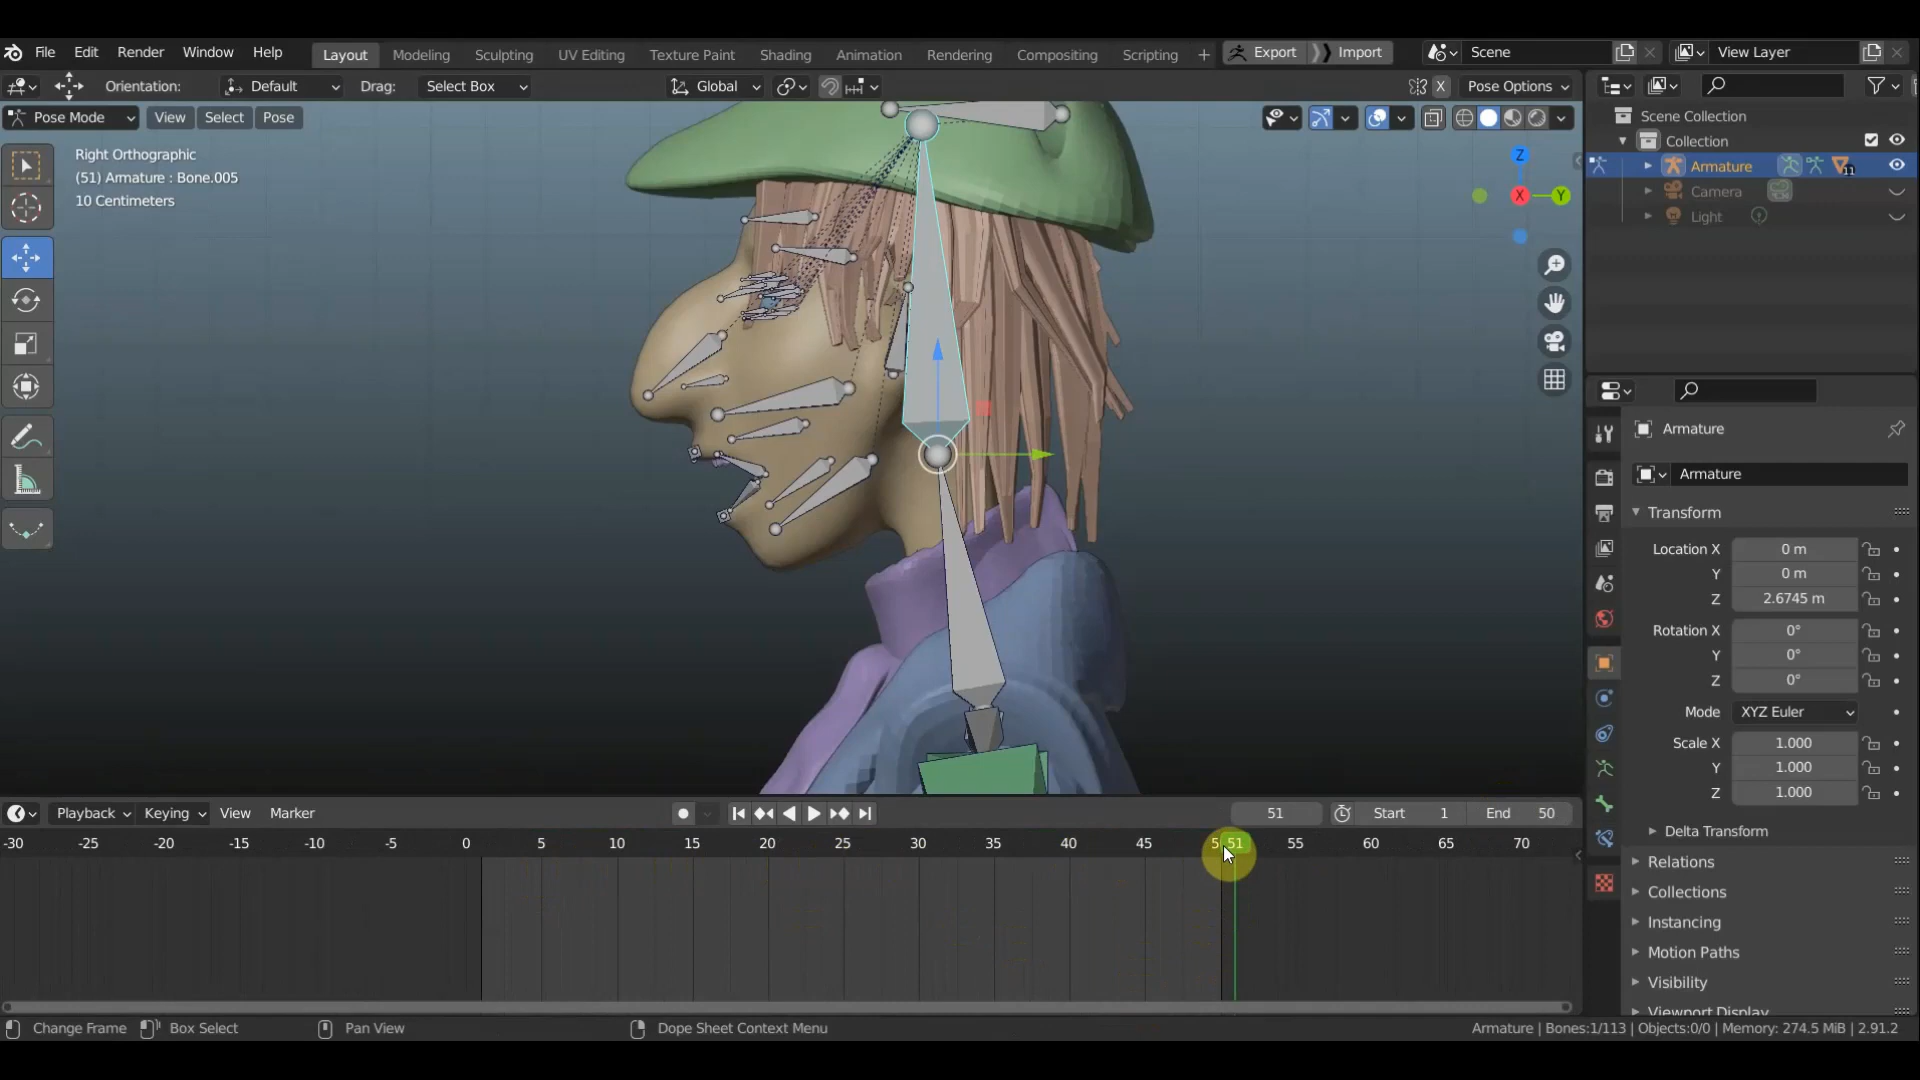 File Edit Render Window Help Layout Modeling Sculpting UV Editing Texture Paint Shading Animation Rendering Compositing Scripting + Export Import Scene View Layer
Orientation: Default Drag: Select Box Global X Pose Options
Pose Mode View Select Pose
Scene Collection
Collection
Armature 11
Camera
Light
Right Orthographic
(51) Armature : Bone.005
10 Centimeters
Z
X
Y
Armature
Armature
Transform
Location X 0 m
Y 0 m
Z 2.6745 m
Rotation X 0°
Y 0°
Z 0°
Mode XYZ Euler
Scale X 1.000
Y 1.000
Z 1.000
Delta Transform
Relations
Collections
Instancing
Motion Paths
Visibility
Viewport Display
Playback Keying View Marker 51 Start 1 End 50
-30 -25 -20 -15 -10 -5 0 5 10 15 20 25 30 35 40 45 51 55 60 65 70
Change Frame Box Select Pan View Dope Sheet Context Menu Armature | Bones:1/113 | Objects:0/0 | Memory: 274.5 MiB | 2.91.2